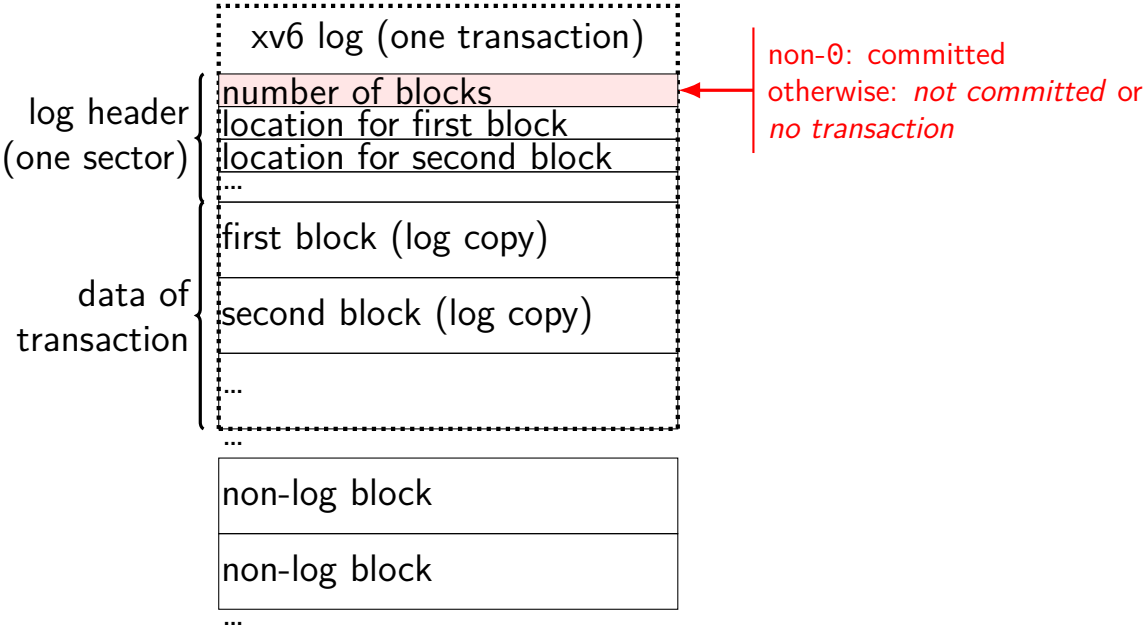 xv6 log (one transaction)
log header
(one sector)
number of blocks
location for first block
location for second block
...
non-0: committed
otherwise: not committed or
no transaction
data of
transaction
first block (log copy)
second block (log copy)
...
...
non-log block
non-log block
...